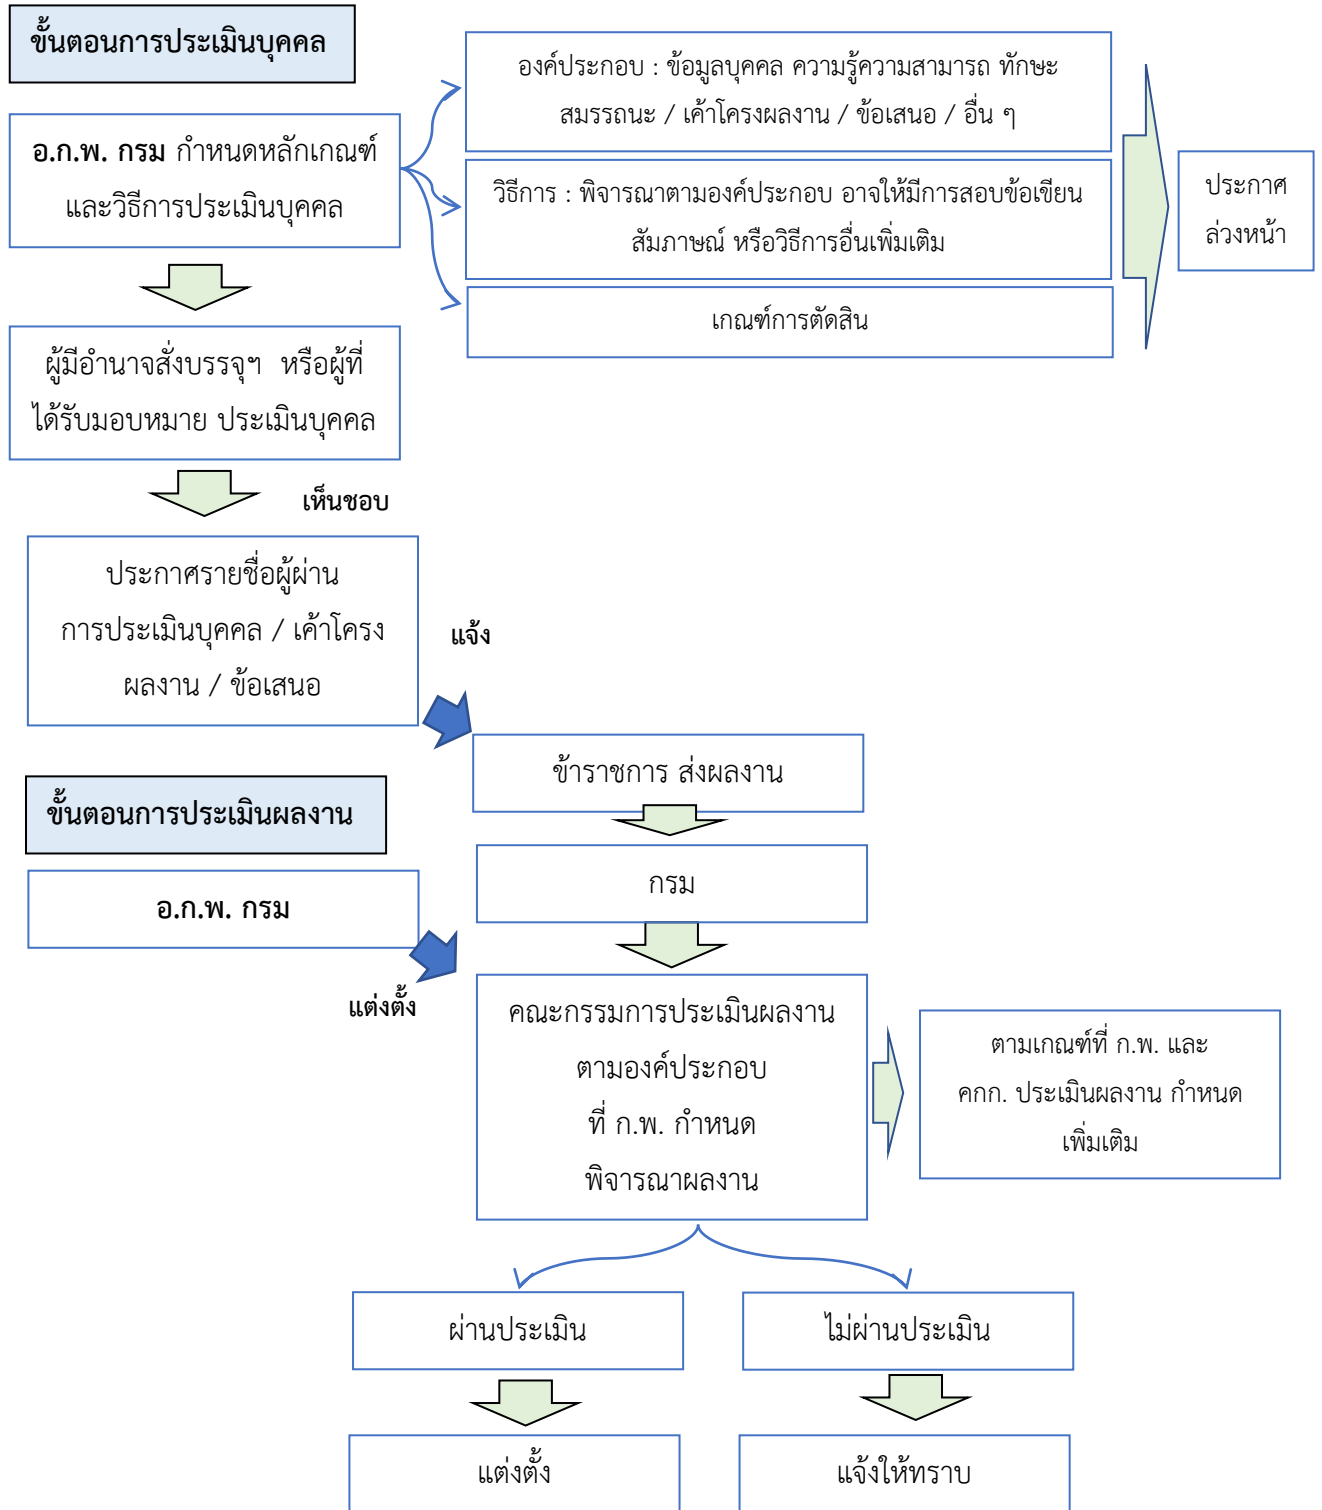 ขั้นตอนการประเมินบุคคล
องค์ประกอบ : ข้อมูลบุคคล ความรู้ความสามารถ ทักษะ
สมรรถนะ / เค้าโครงผลงาน / ข้อเสนอ / อื่น ๆ
อ.ก.พ. กรม กำหนดหลักเกณฑ์
และวิธีการประเมินบุคคล
วิธีการ : พิจารณาตามองค์ประกอบ อาจให้มีการสอบข้อเขียน
สัมภาษณ์ หรือวิธีการอื่นเพิ่มเติม
ประกาศ
ล่วงหน้า
เกณฑ์การตัดสิน
ผู้มีอำนาจสั่งบรรจุฯ หรือผู้ที่
ได้รับมอบหมาย ประเมินบุคคล
เห็นชอบ
ประกาศรายชื่อผู้ผ่าน
การประเมินบุคคล / เค้าโครง
ผลงาน / ข้อเสนอ
แจ้ง
ข้าราชการ ส่งผลงาน
ขั้นตอนการประเมินผลงาน
กรม
อ.ก.พ. กรม
แต่งตั้ง
คณะกรรมการประเมินผลงาน
ตามองค์ประกอบ
ที่ ก.พ. กำหนด
พิจารณาผลงาน
ตามเกณฑ์ที่ ก.พ. และ
คกก. ประเมินผลงาน กำหนด
เพิ่มเติม
ผ่านประเมิน
ไม่ผ่านประเมิน
แต่งตั้ง
แจ้งให้ทราบ